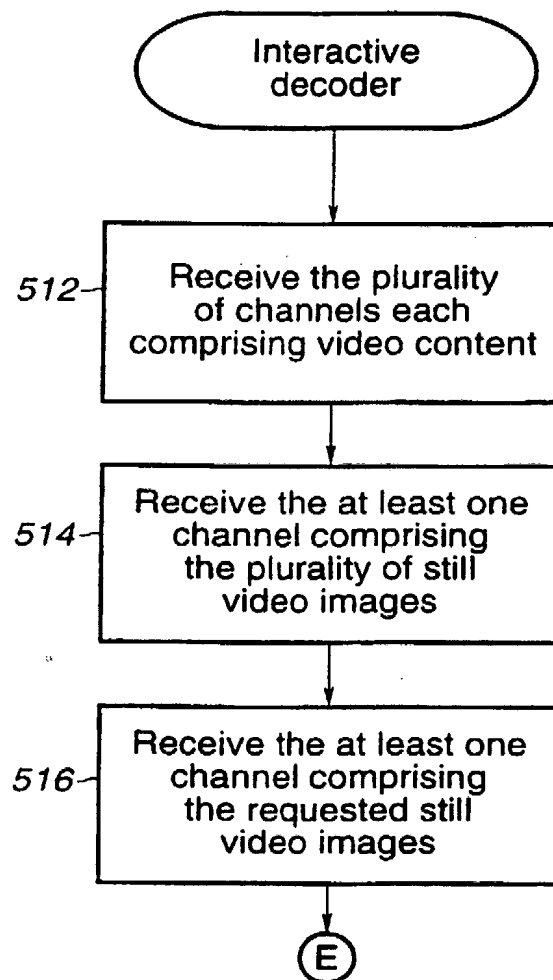 Interactive
decoder
512
Receive the plurality
of channels each
comprising video content
514
Receive the at least one
channel comprising
the plurality of still
video images
516
Receive the at least one
channel comprising
the requested still
video images
E